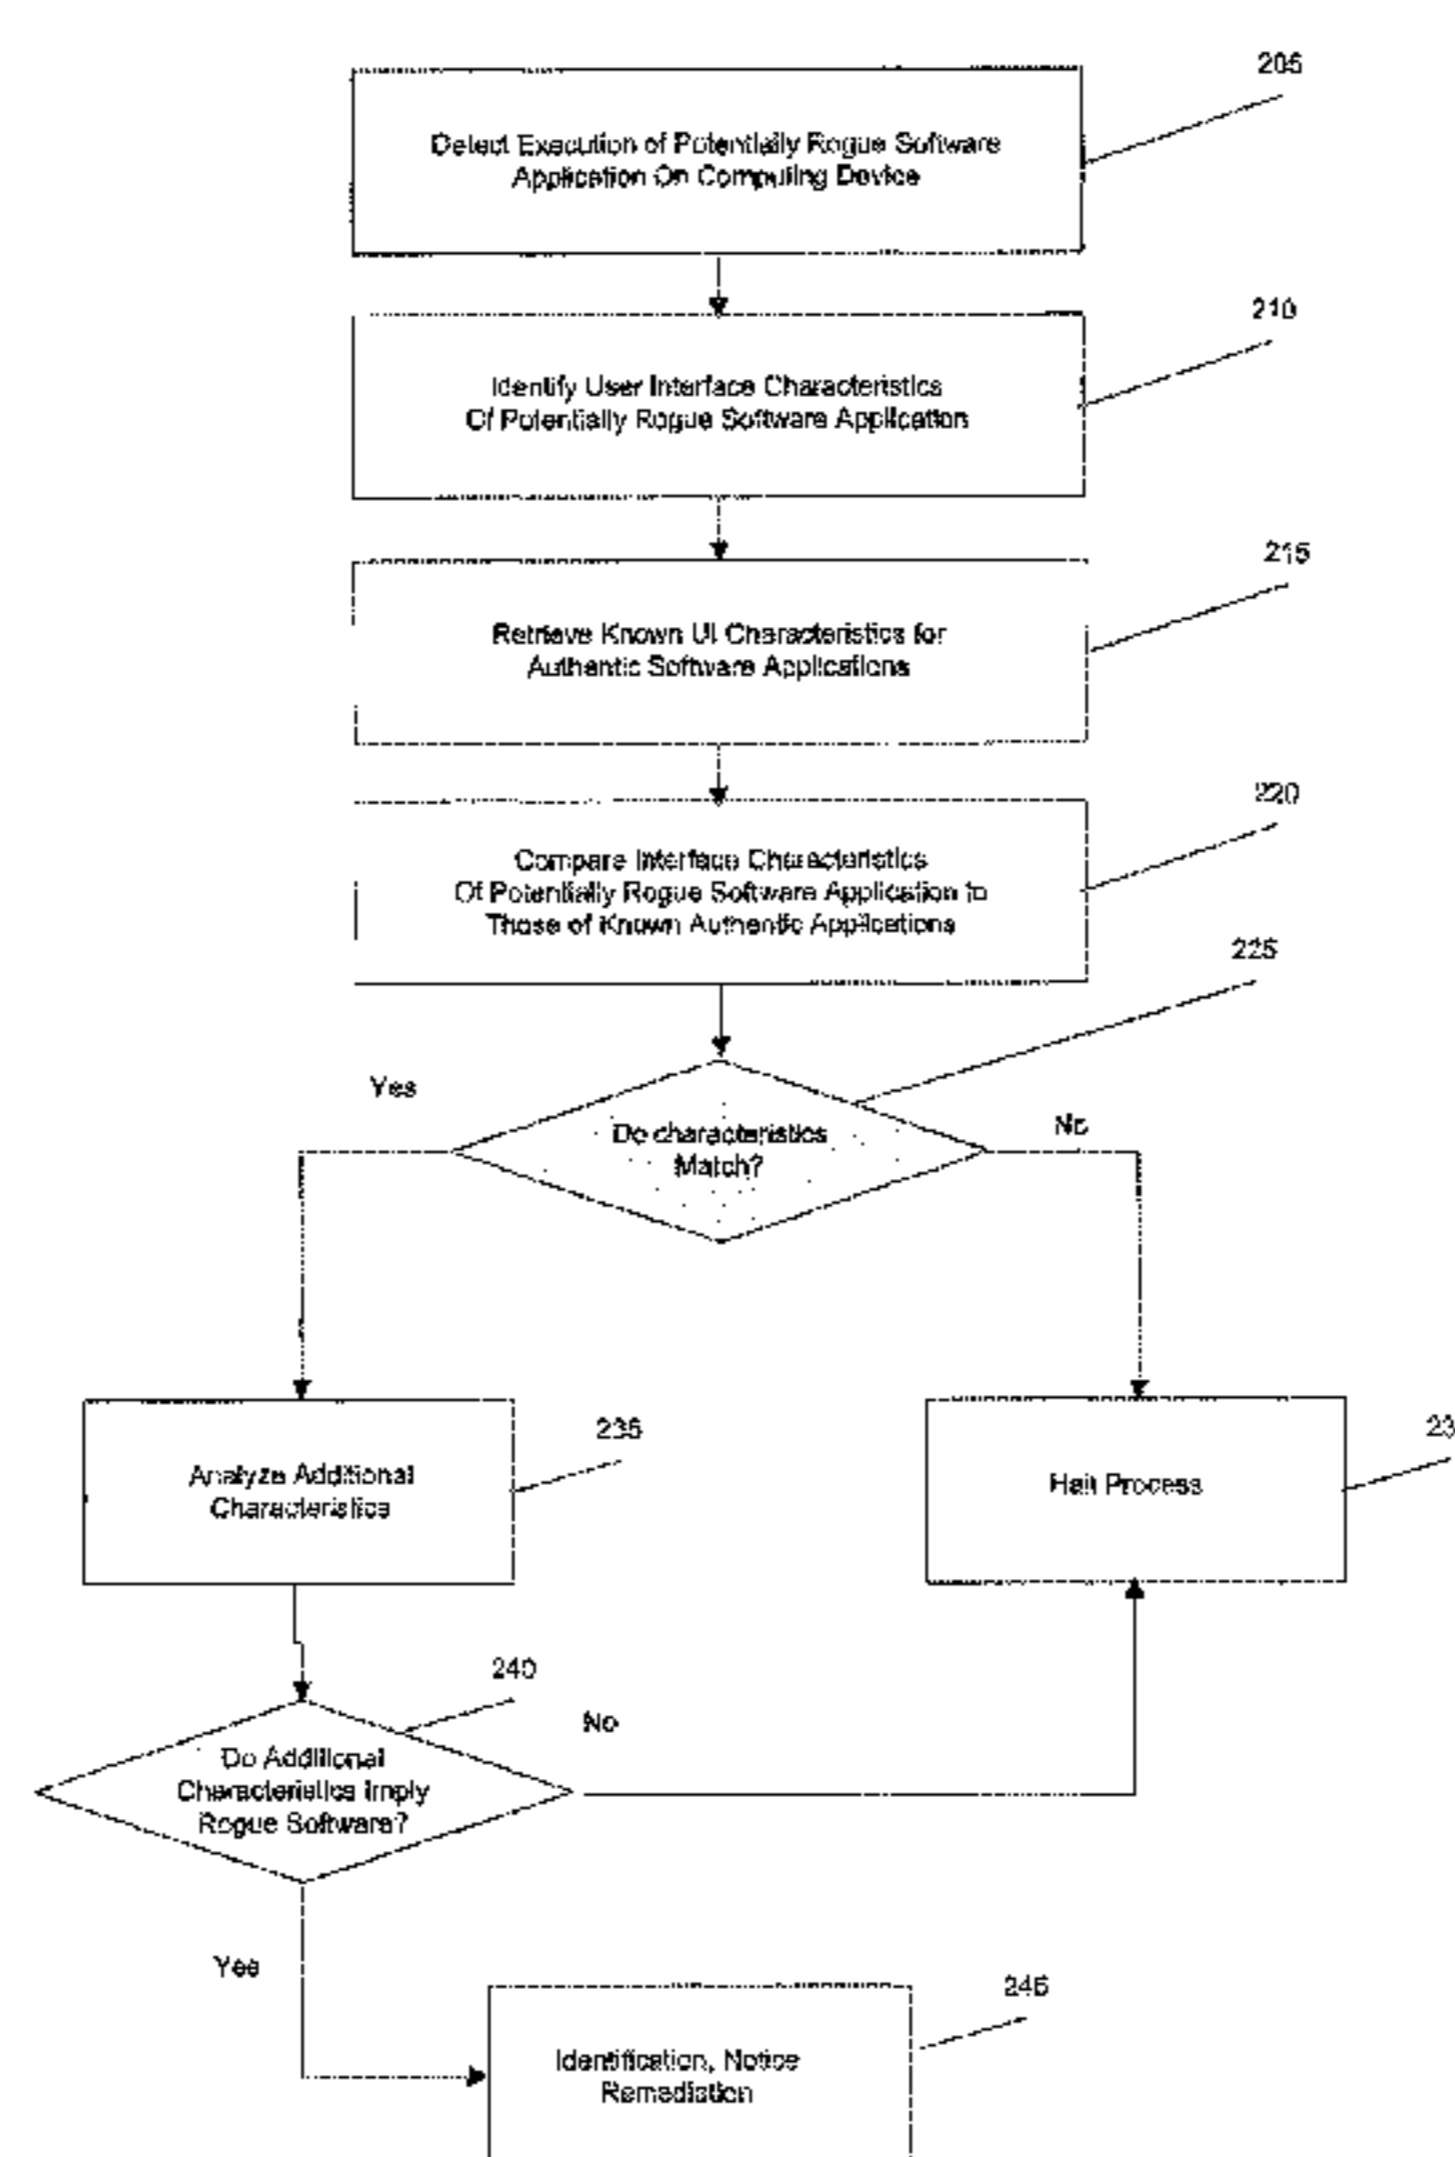 205
Detect Execution of Potentially Rogue Software
Application On Computing Device
210
Identify User Interface Characteristics
Of Potentially Rogue Software Application
215
Retrieve Known UI Characteristics for
Authentic Software Applications
220
Compare Interface Characteristics
Of Potentially Rogue Software Application to
Those of Known Authentic Applications
225
Yes
No
Do characteristics
Match?
235
23
Analyze Additional
Characteristics
Halt Process
240
No
Do Additional
Characteristics Imply
Rogue Software?
Yes
245
Identification, Notice
Remediation